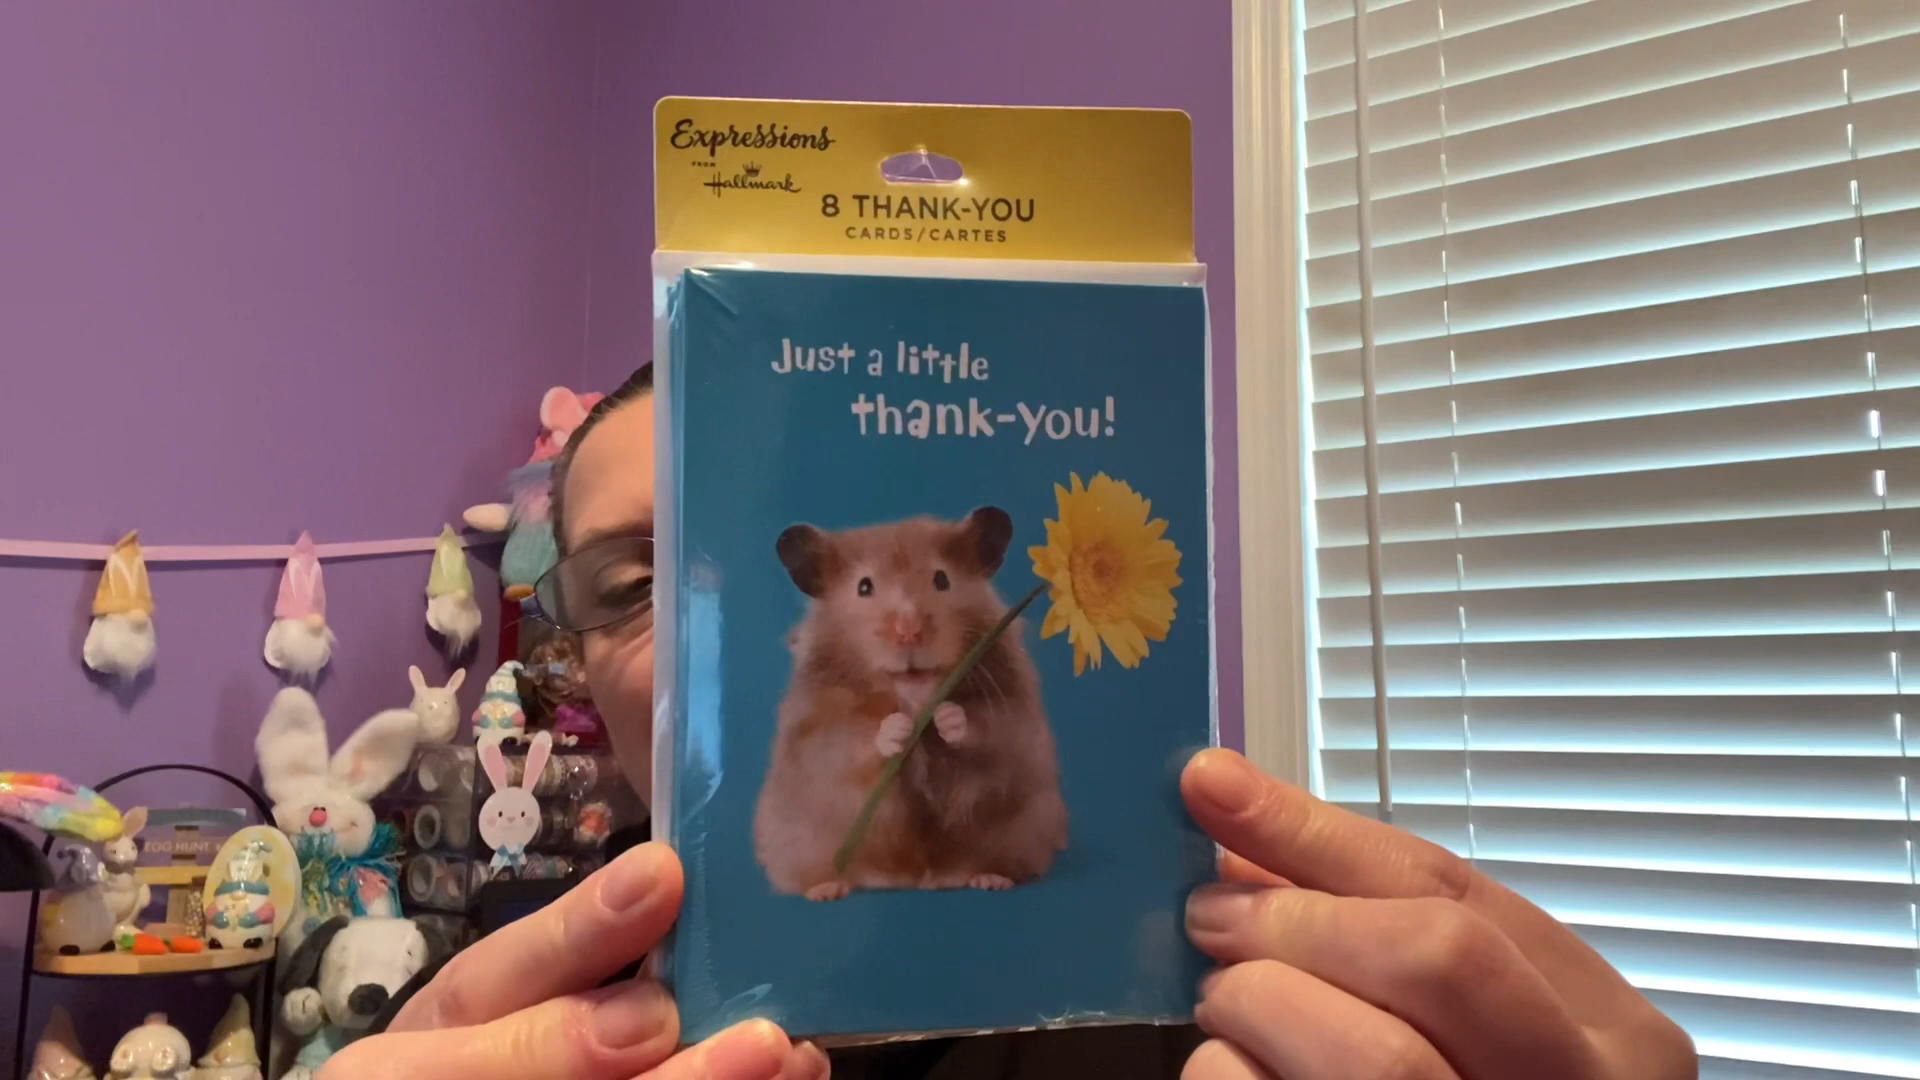 Expressions
FROM
Hallmark
8 THANK-YOU
CARDS/CARTES
Just a little
thank-you!
EGG HUNT